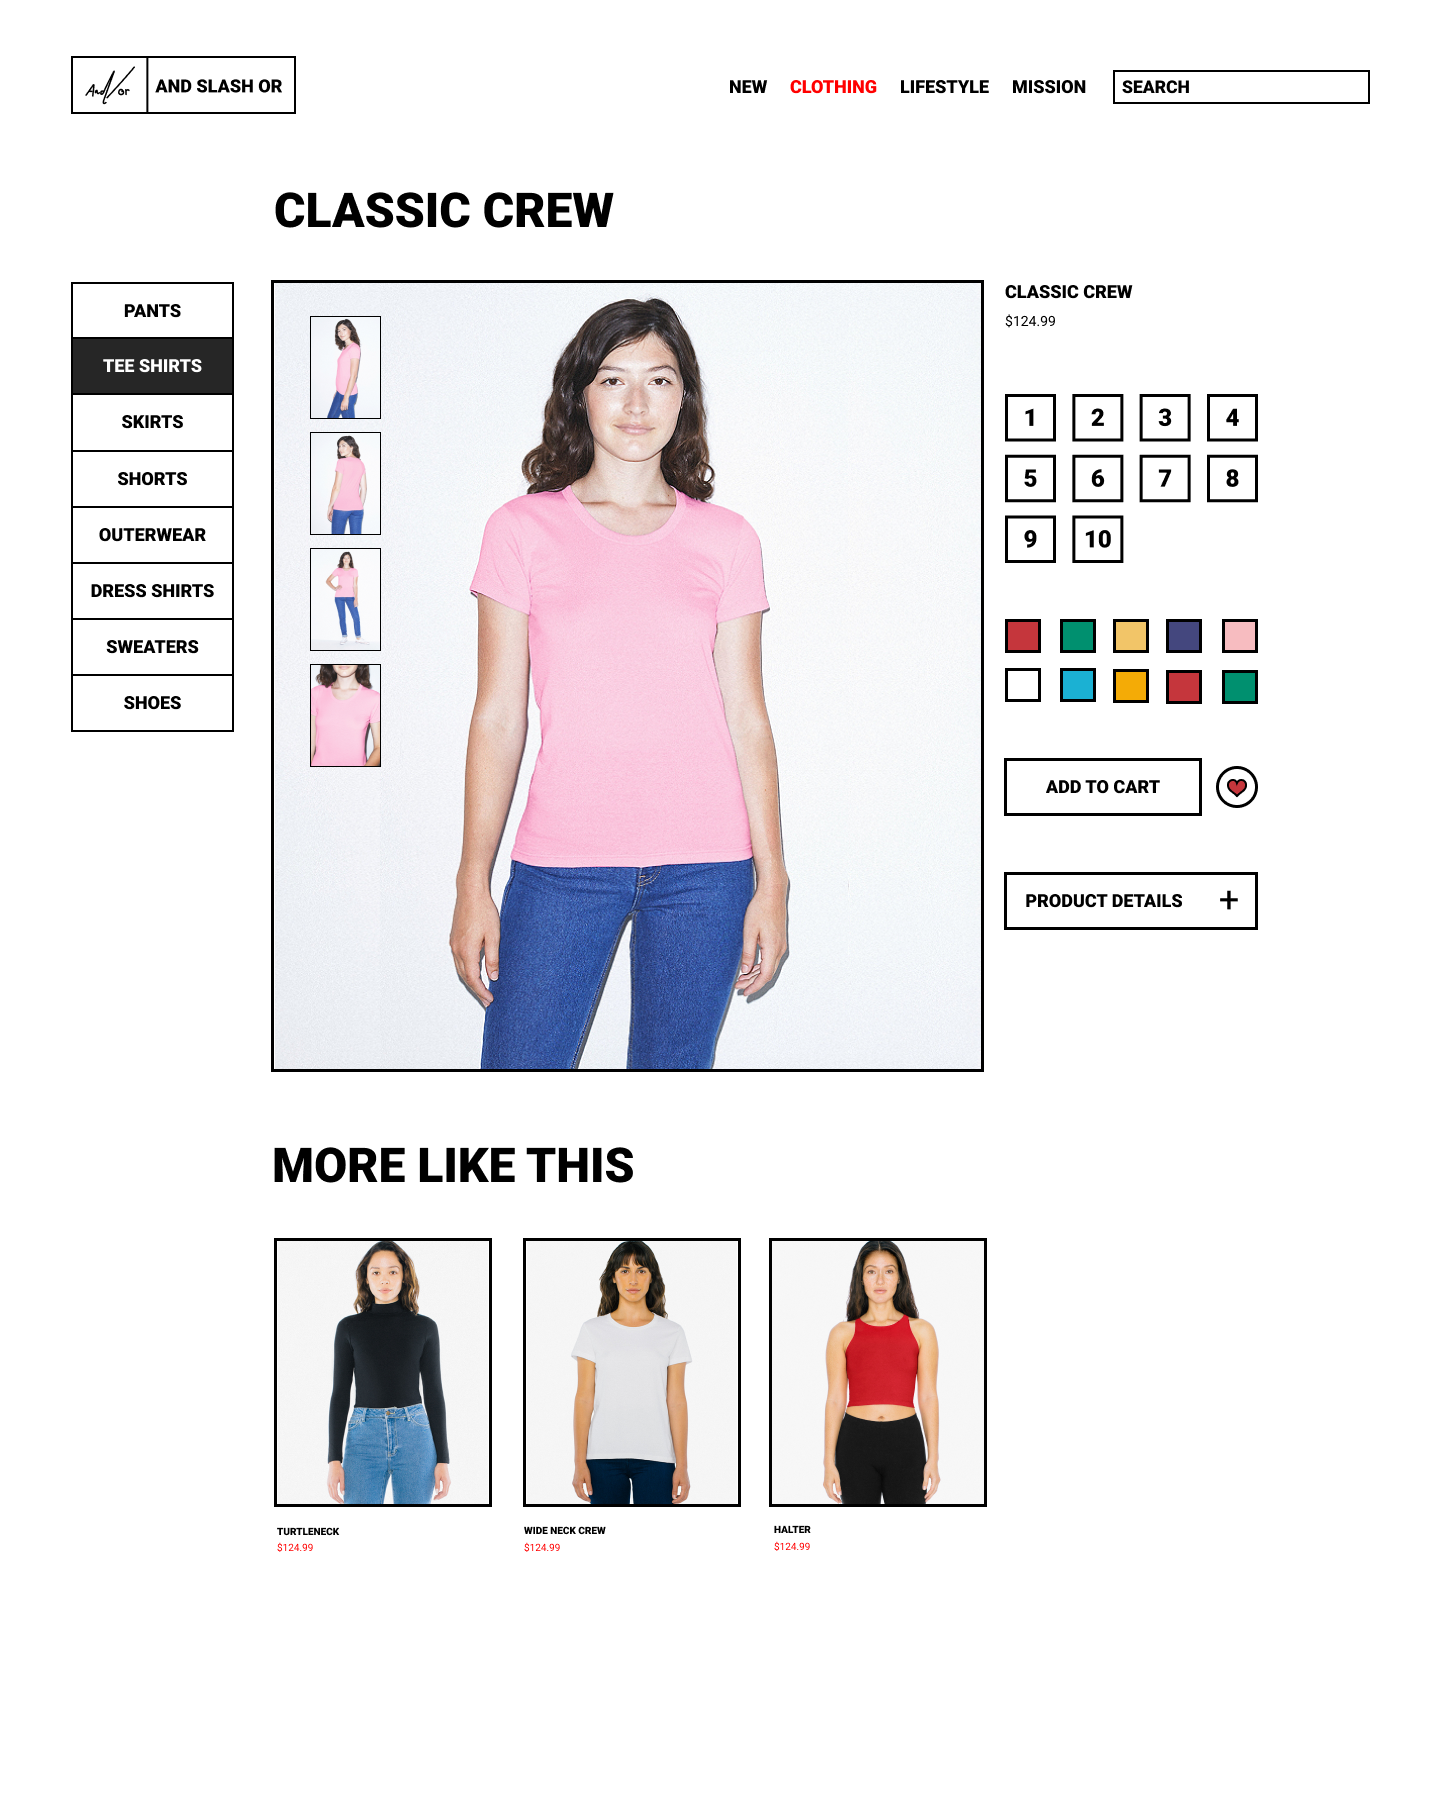 And/or
AND SLASH OR
NEW
CLOTHING
LIFESTYLE
MISSION
SEARCH
CLASSIC CREW
PANTS
TEE SHIRTS
SKIRTS
SHORTS
OUTERWEAR
DRESS SHIRTS
SWEATERS
SHOES
CLASSIC CREW
$124.99
1 2 3 4
5 6 7 8
9 10
ADD TO CART
PRODUCT DETAILS +
MORE LIKE THIS
TURTLENECK
$124.99
WIDE NECK CREW
$124.99
HALTER
$124.99